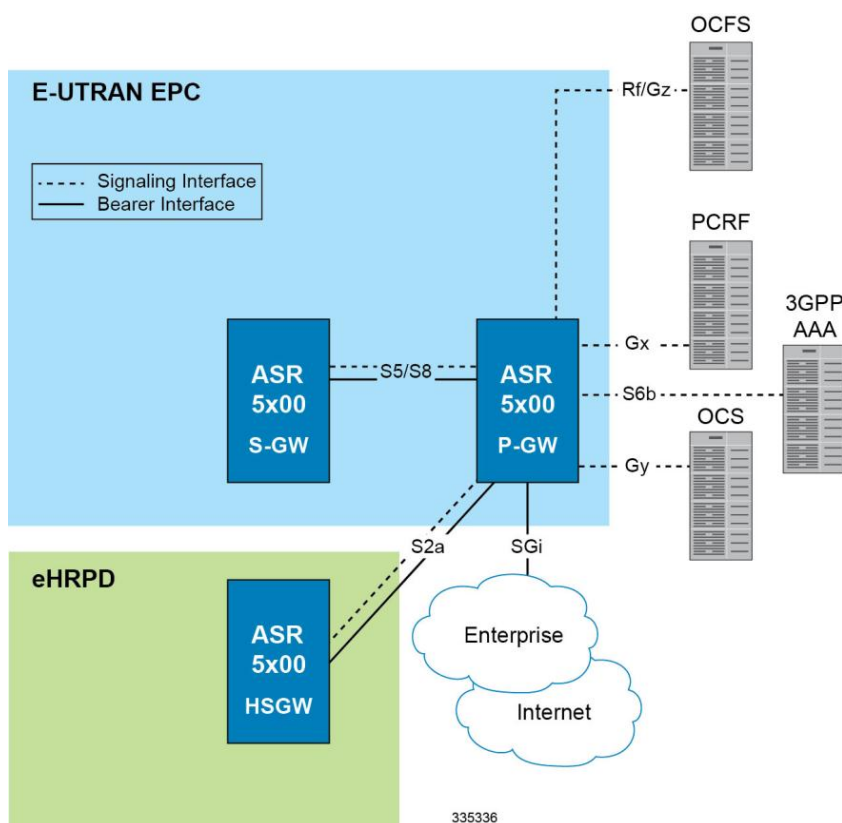 OCFS
E-UTRAN EPC
Rf/Gz
Signaling Interface
Bearer Interface
PCRF
3GPP
AAA
Gx
S5/S8
ASR
5x00
S-GW
ASR
5x00
P-GW
S6b
OCS
Gy
S2a
SGi
eHRPD
ASR
5x00
HSGW
Enterprise
Internet
335336